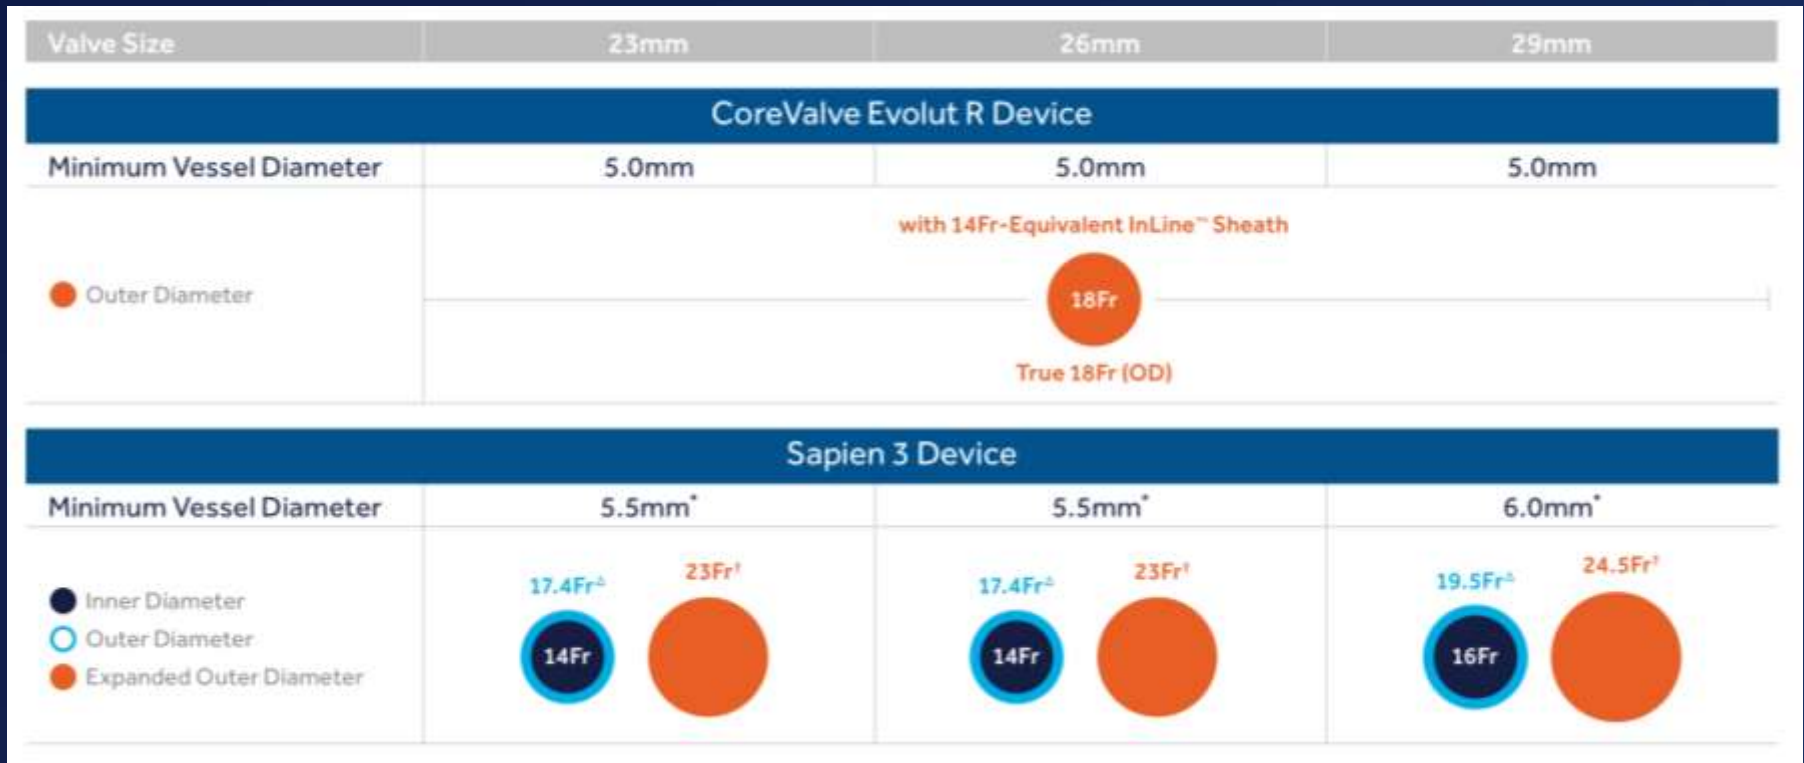 Valve Size 23mm 26mm 29mm
CoreValve Evolut R Device
Minimum Vessel Diameter 5.0mm 5.0mm 5.0mm
with 14Fr-Equivalent InLine™ Sheath
Outer Diameter 18Fr
True 18Fr (OD)
Sapien 3 Device
Minimum Vessel Diameter 5.5mm* 5.5mm* 6.0mm*
17.4Fr△ 23Fr† 17.4Fr△ 23Fr† 19.5Fr△ 24.5Fr†
Inner Diameter
Outer Diameter 14Fr 14Fr 16Fr
Expanded Outer Diameter